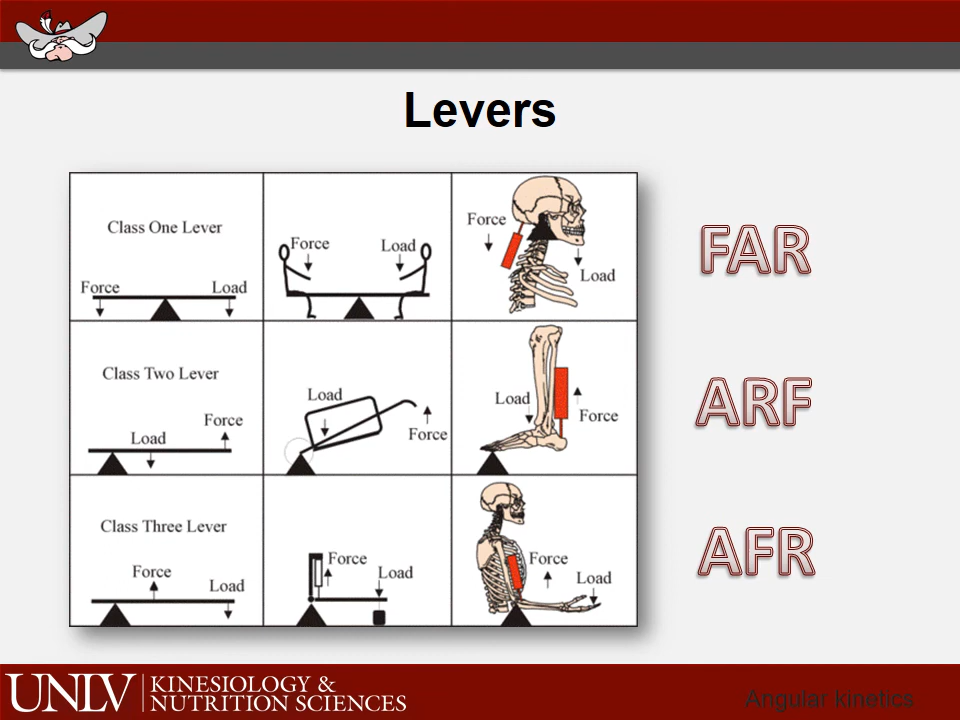 Levers
Class One Lever
Force
Load
Force
Load
Force
Load
FAR
Class Two Lever
Load
Force
Load
Force
Load
Force
ARF
Class Three Lever
Force
Load
Force
Load
Force
Load
AFR
UNLV
KINESIOLOGY &
NUTRITION SCIENCES
Angular kinetics